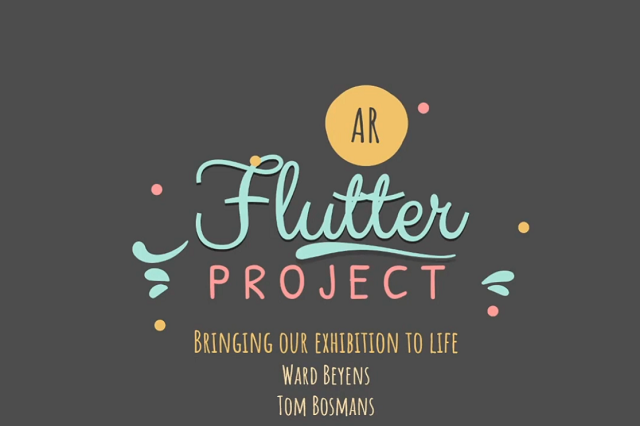 AR
Flutter
PROJECT
Bringing our exhibition to life
Ward Beyens
Tom Bosmans